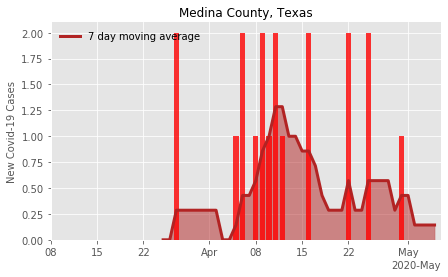 Medina County, Texas
7 day moving average
New Covid-19 Cases
2.00
1.75
1.50
1.25
1.00
0.75
0.50
0.25
0.00
08
15
22
Apr
08
15
22
May
2020-May